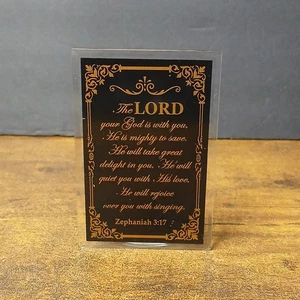 The LORD
your God is with you,
He is mighty to save.
He will take great
delight in you, He will
quiet you with His love,
He will rejoice
over you with singing.
Zephaniah 3:17